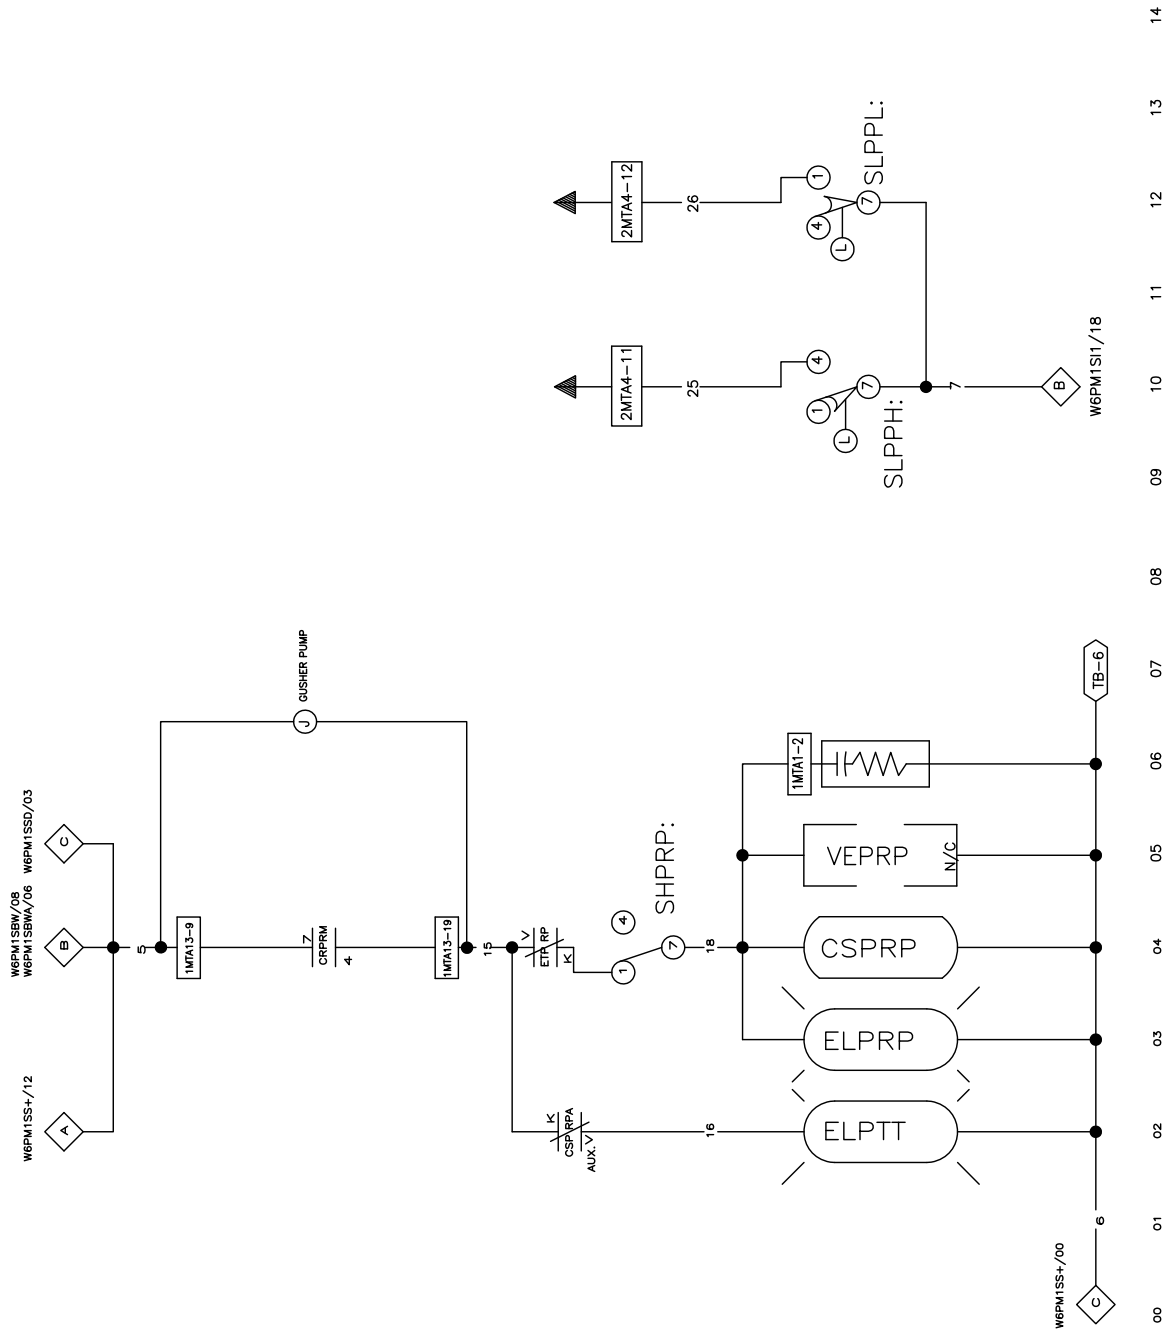 W6PM1SS+/12
W6PM1SBW/08
W6PM1SBWA/06
W6PM1SSD/03
A
B
C
5
1MTA13-9
7
CRPRM
4
J
GUSHER PUMP
1MTA13-19
15
V
ETP RP
K
K
CSP RPA
AUX. V
16
1
4
7
SHPRP:
18
1MTA1-2
ELPTT
ELPRP
CSPRP
VEPRP
N/C
W6PM1SS+/00
C
6
TB-6
2MTA4-11
25
4
1
L
7
SLPPH:
2MTA4-12
26
1
4
L
7
SLPPL:
7
B
W6PM1SI1/18
00
01
02
03
04
05
06
07
08
09
10
11
12
13
14